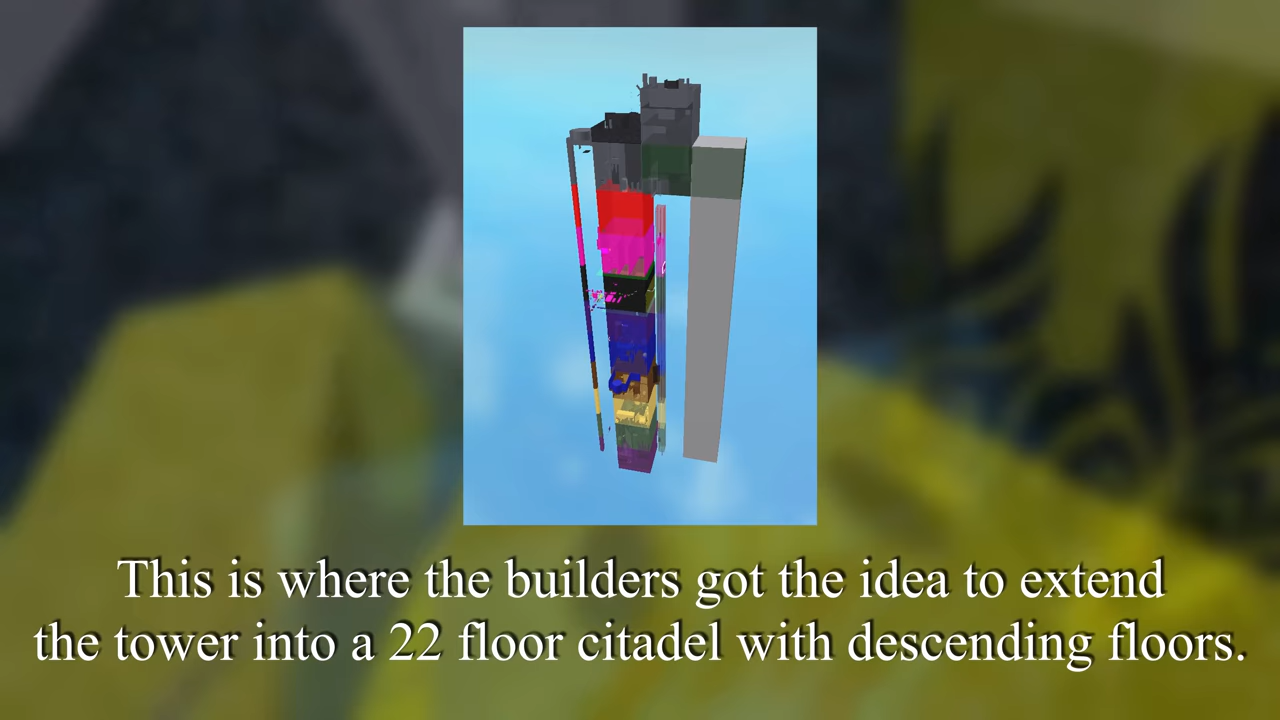 This is where the builders got the idea to extend
the tower into a 22 floor citadel with descending floors.